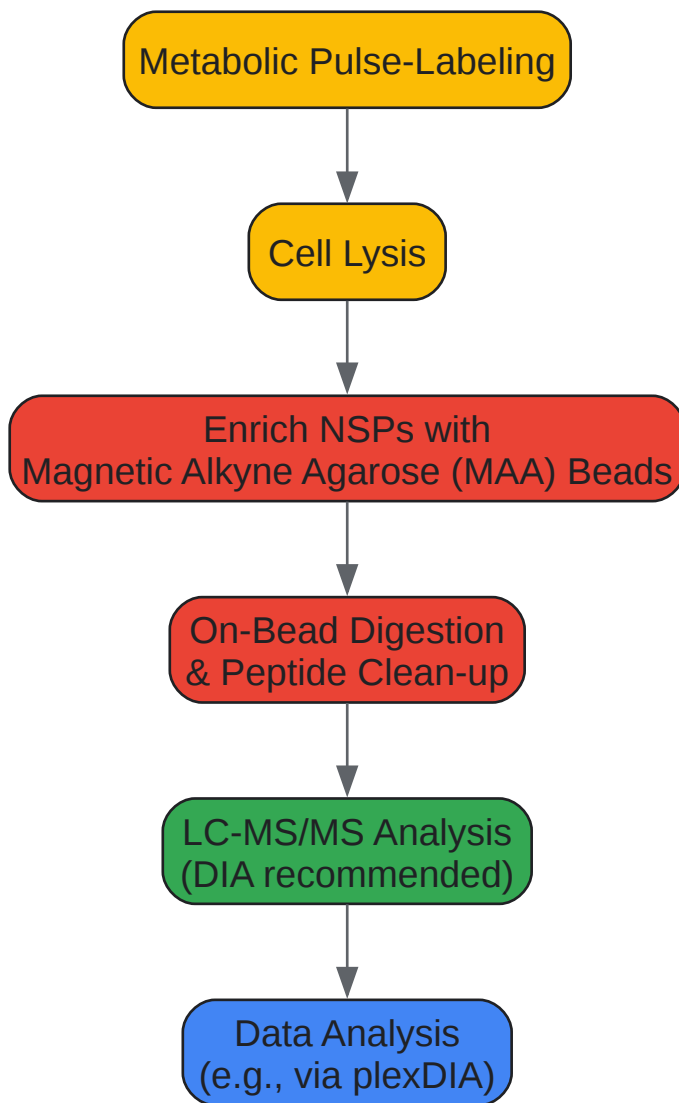 Metabolic Pulse-Labeling
Cell Lysis
Enrich NSPs with
Magnetic Alkyne Agarose (MAA) Beads
On-Bead Digestion
& Peptide Clean-up
LC-MS/MS Analysis
(DIA recommended)
Data Analysis
(e.g., via plexDIA)